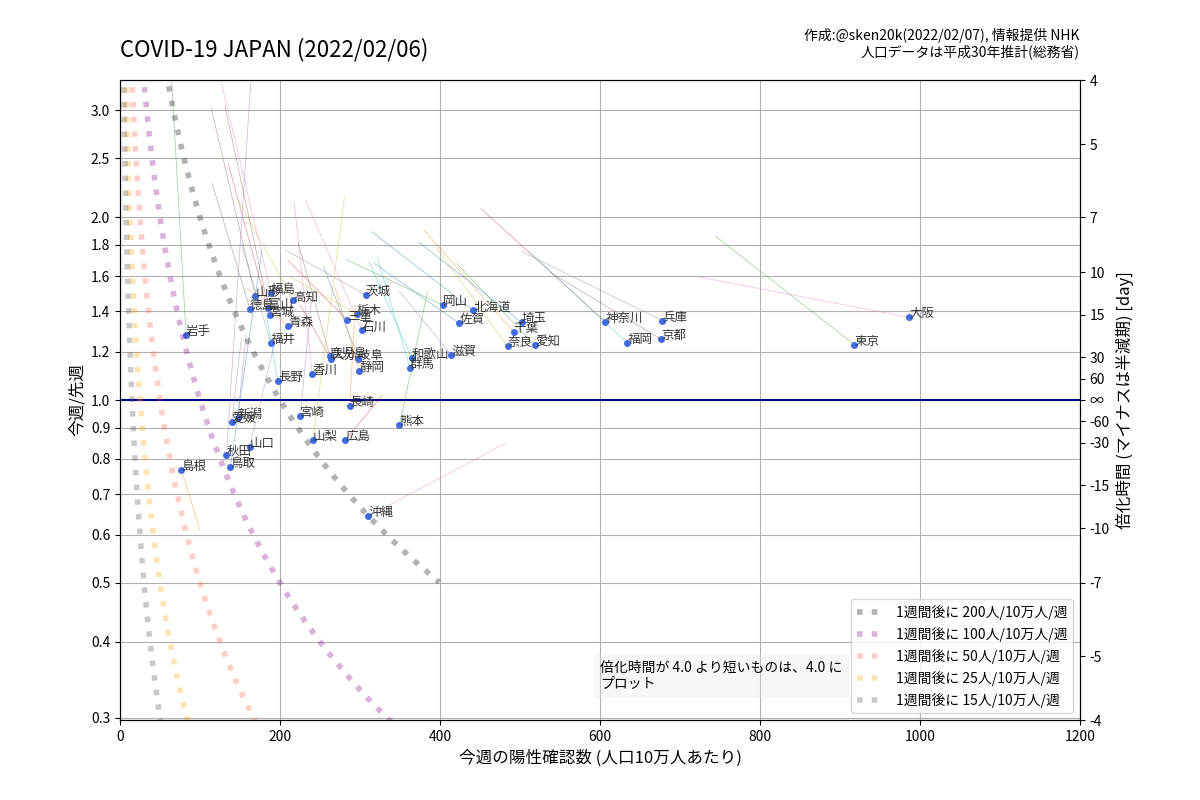 COVID-19 JAPAN (2022/02/06)
作成:@sken20k(2022/02/07), 情報提供 NHK
人口データは平成30年推計(総務省)
今週/先週
3.0
2.5
2.0
1.8
1.6
1.4
1.2
1.0
0.9
0.8
0.7
0.6
0.5
0.4
0.3
4
5
7
10
15
30
60
∞
-60
-30
-15
-10
-7
-5
-4
倍化時間 (マイナスは半減期) [day]
福島
茨城
高知
岡山
北海道
宮城
栃木
三重
青森
石川
佐賀
埼玉
千葉
神奈川
兵庫
大阪
岩手
福井
奈良
愛知
福岡
京都
東京
岐阜
和歌山
滋賀
静岡
群馬
香川
長野
長崎
宮崎
新潟
愛媛
熊本
山梨
広島
山口
秋田
鳥取
島根
沖縄
倍化時間が 4.0 より短いものは、4.0 に
プロット
1週間後に 200人/10万人/週
1週間後に 100人/10万人/週
1週間後に 50人/10万人/週
1週間後に 25人/10万人/週
1週間後に 15人/10万人/週
0 200 400 600 800 1000 1200
今週の陽性確認数 (人口10万人あたり)